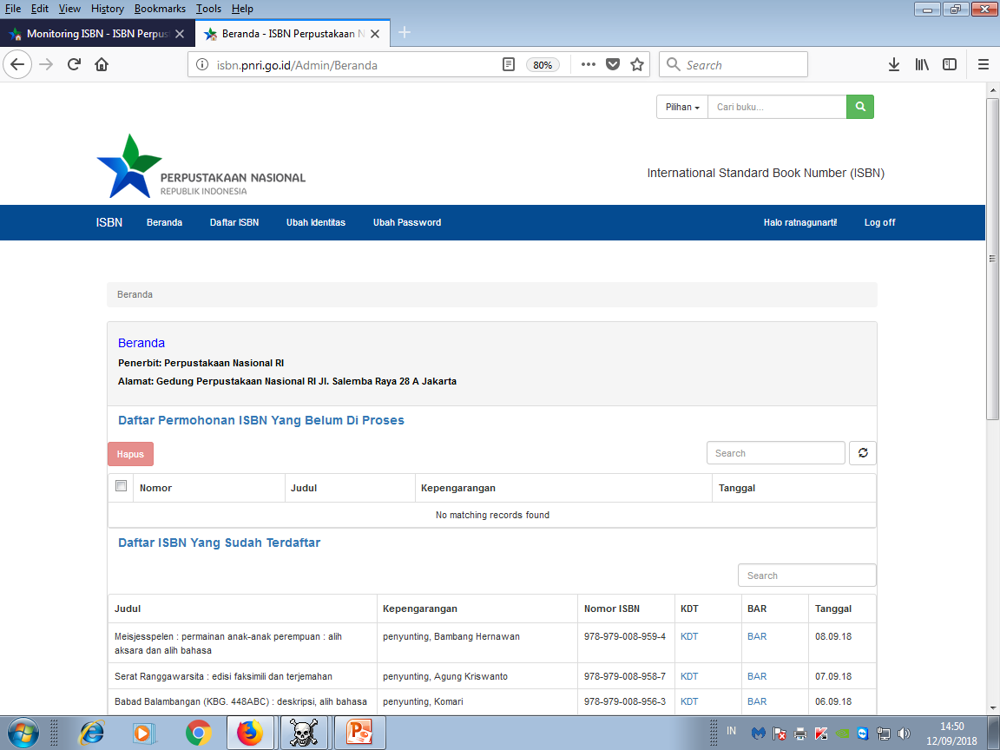 File Edit View History Bookmarks Tools Help
Monitoring ISBN - ISBN Perpus
Beranda - ISBN Perpustakaan N
isbn.pnri.go.id/Admin/Beranda
80%
Search
Pilihan
Cari buku...
PERPUSTAKAAN NASIONAL
REPUBLIK INDONESIA
International Standard Book Number (ISBN)
ISBN Beranda Daftar ISBN Ubah Identitas Ubah Password Halo ratnagunarti! Log off
Beranda
Beranda
Penerbit: Perpustakaan Nasional RI
Alamat: Gedung Perpustakaan Nasional RI Jl. Salemba Raya 28 A Jakarta
Daftar Permohonan ISBN Yang Belum Di Proses
Hapus
Search
Nomor Judul Kepengarangan Tanggal
No matching records found
Daftar ISBN Yang Sudah Terdaftar
Search
Judul Kepengarangan Nomor ISBN KDT BAR Tanggal
Meisjesspelen : permainan anak-anak perempuan : alih
aksara dan alih bahasa
penyunting, Bambang Hernawan 978-979-008-959-4 KDT BAR 08.09.18
Serat Ranggawarsita : edisi faksimili dan terjemahan penyunting, Agung Kriswanto 978-979-008-958-7 KDT BAR 07.09.18
Babad Balambangan (KBG. 448ABC) : deskripsi, alih bahasa penyunting, Komari 978-979-008-956-3 KDT BAR 06.09.18
IN
14:50
12/09/2018